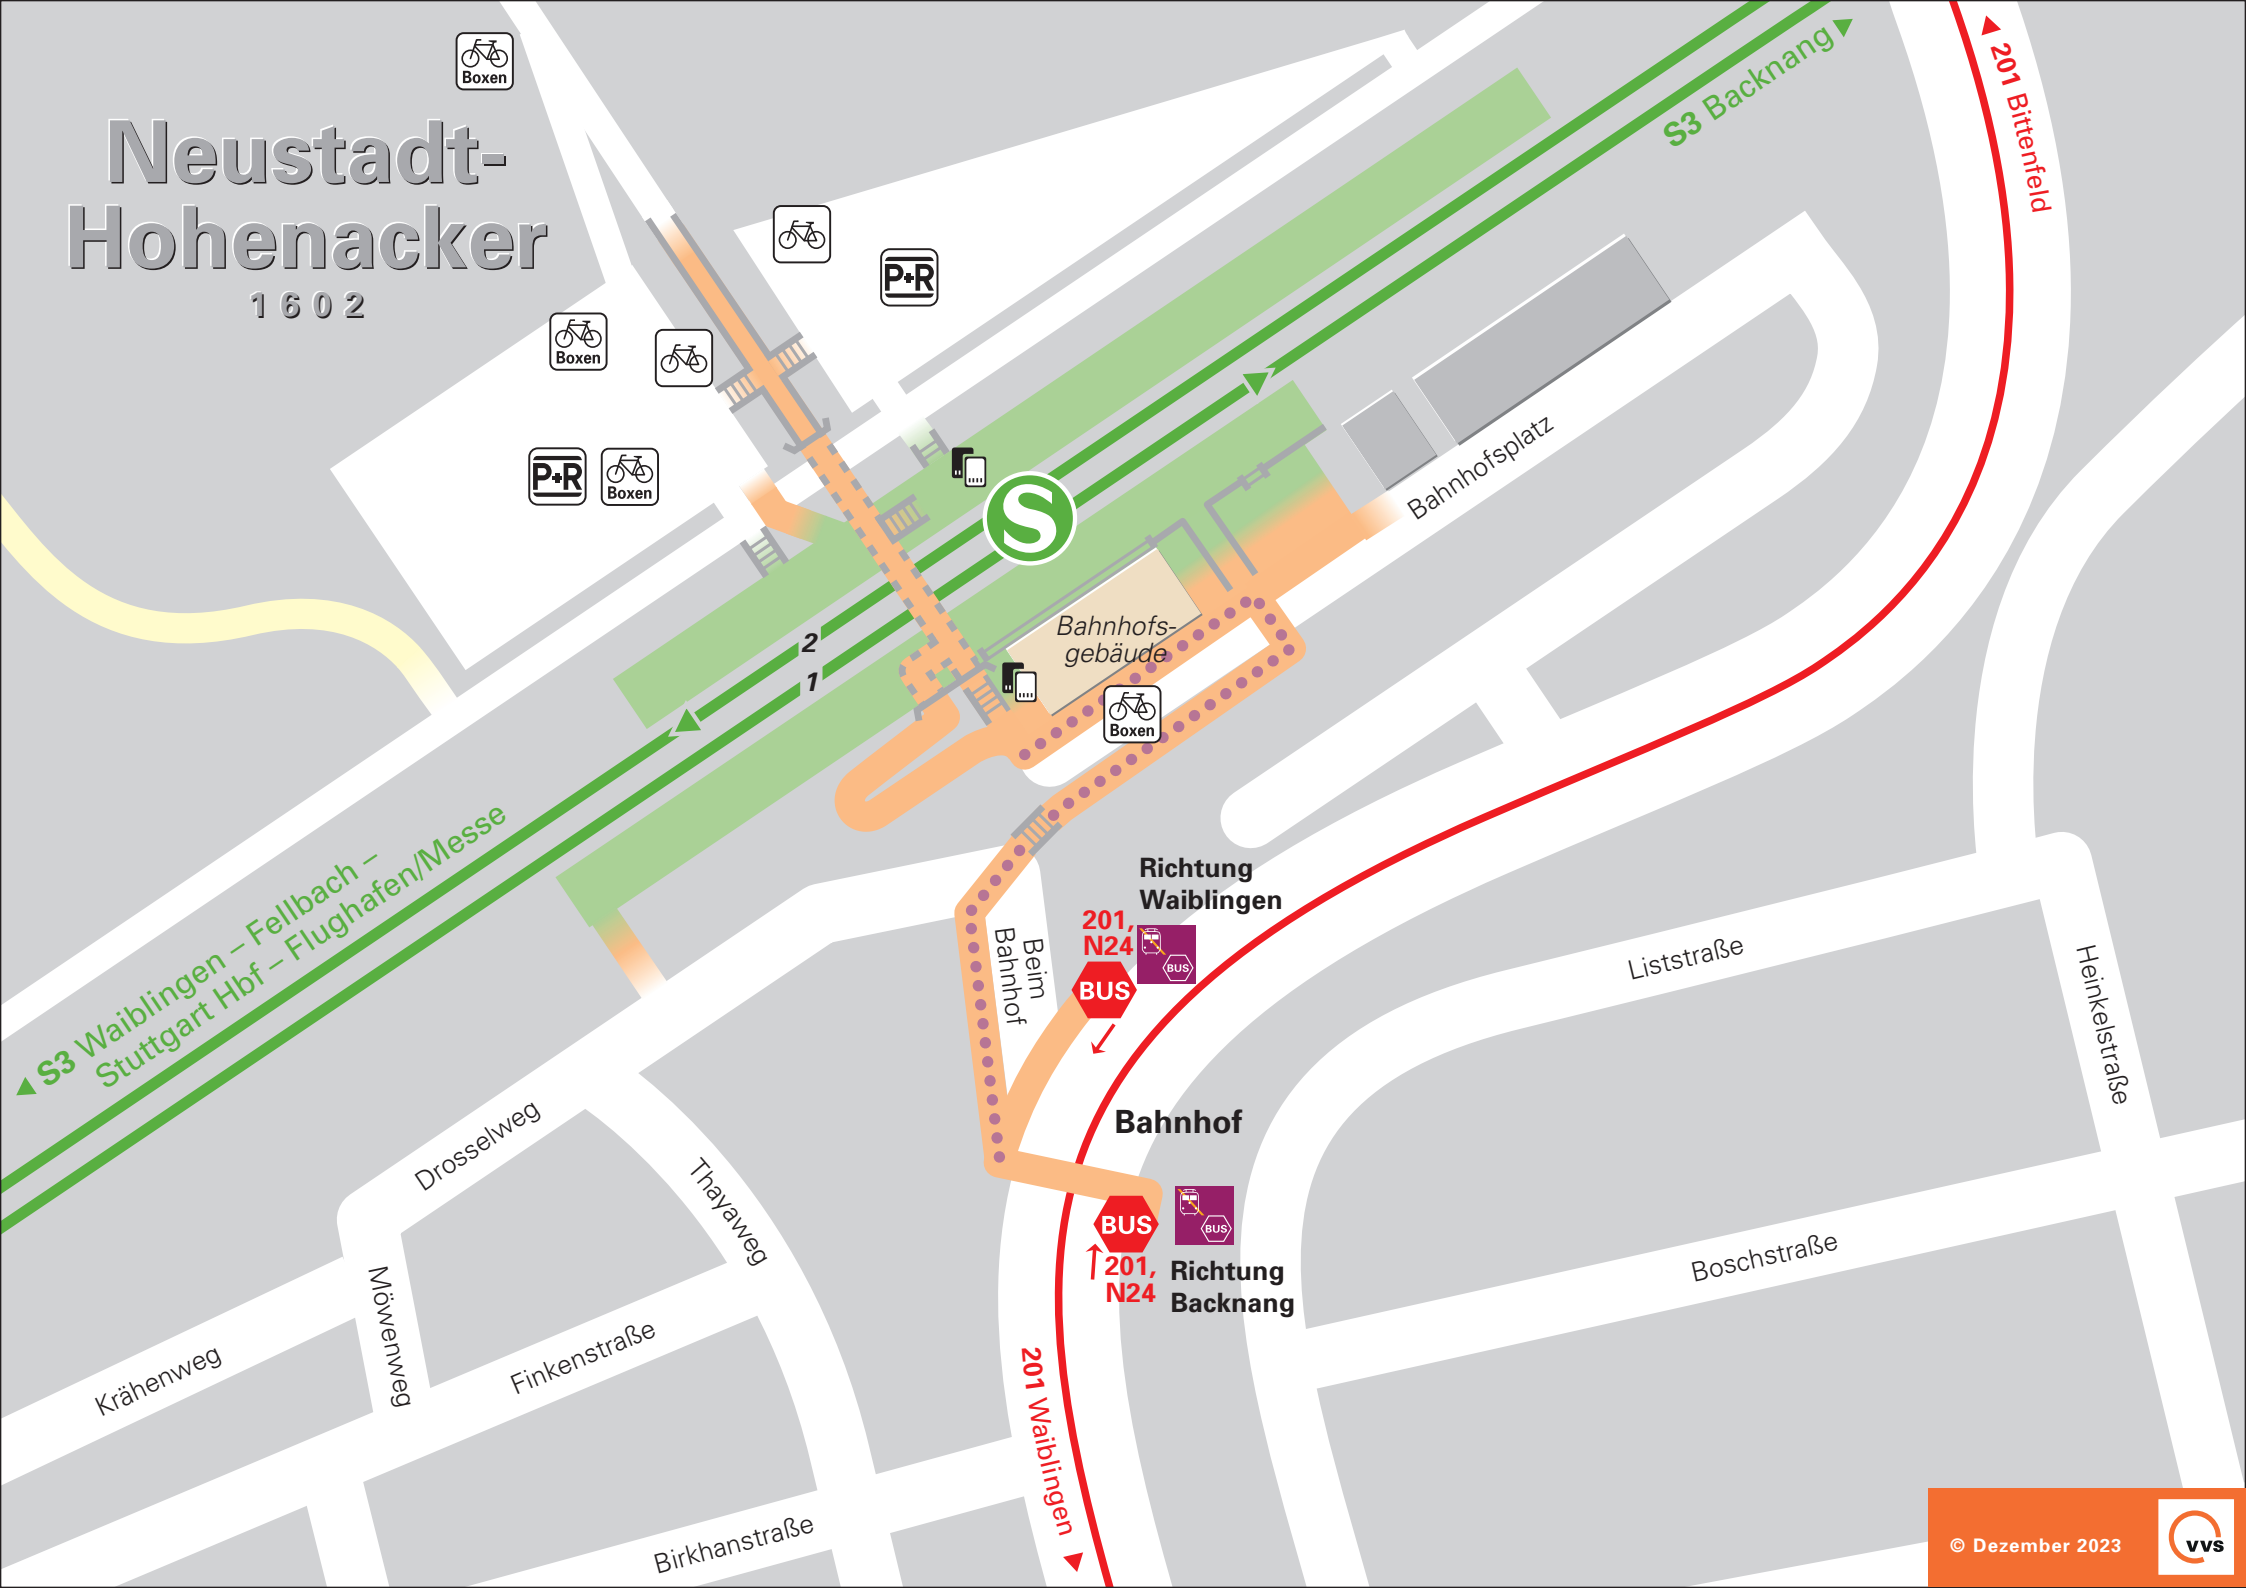 Boxen
Neustadt-
Hohenacker
1602
S3 Backnang
201 Bittenfeld
P+R
Boxen
P+R
Boxen
S
Bahnhofsplatz
2
1
Bahnhofs-
gebäude
Boxen
S3 Waiblingen – Fellbach –
Stuttgart Hbf – Flughafen/Messe
Richtung
Waiblingen
201,
N24
BUS
BUS
Beim
Bahnhof
Liststraße
Heinkelstraße
Bahnhof
Drosselweg
Thayaweg
BUS
BUS
201,
N24
Richtung
Backnang
Boschstraße
Möwenweg
Krähenweg
Finkenstraße
201 Waiblingen
Birkhanstraße
© Dezember 2023
VVS